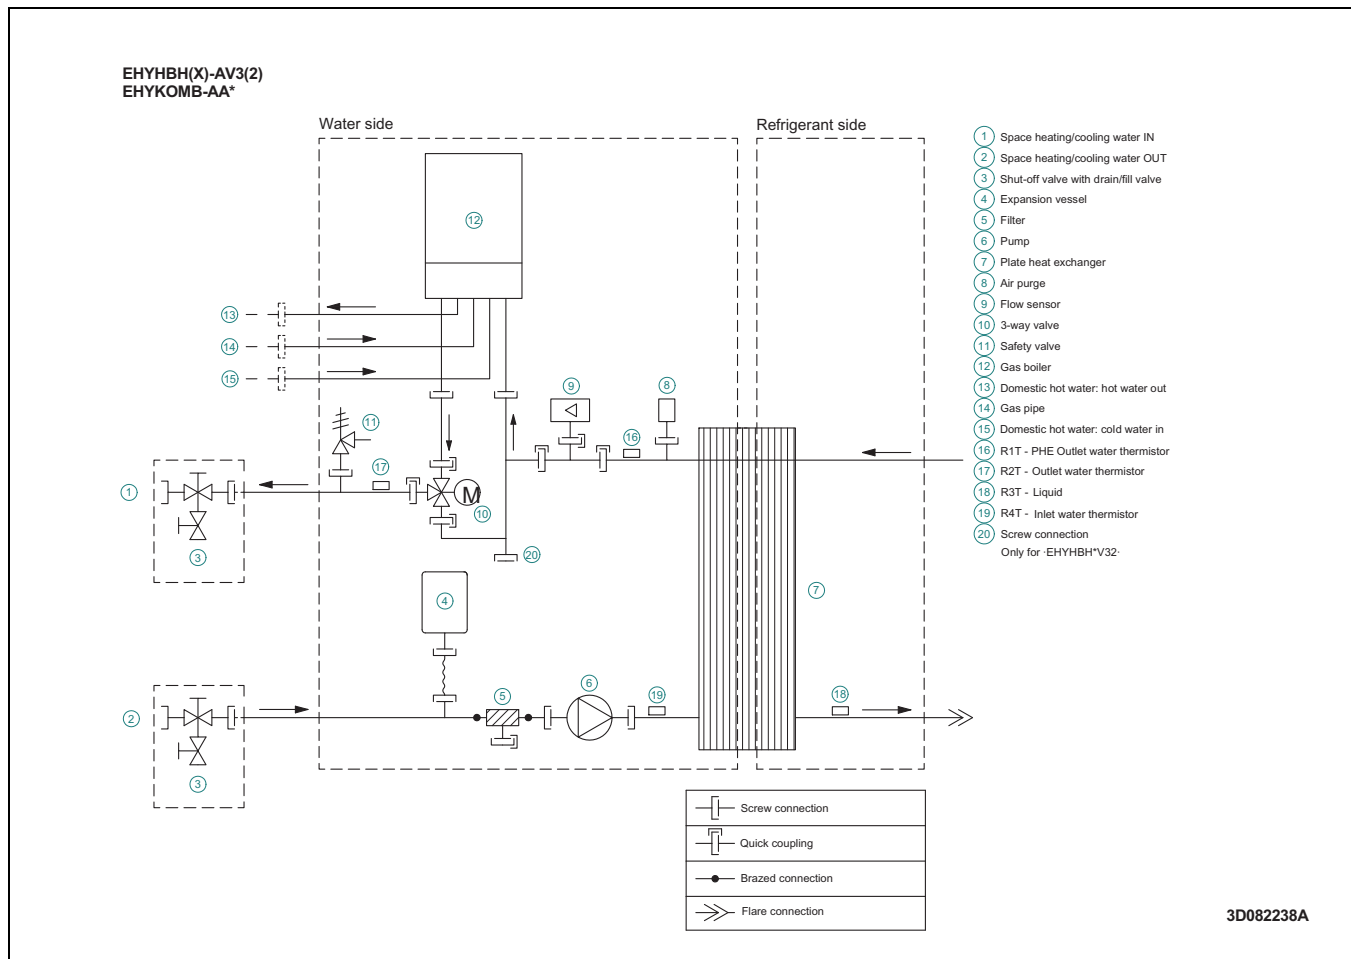 EHYHBH(X)-AV3(2)
EHYKOMB-AA*
Water side
Refrigerant side
12
13
14
15
9
8
11
16
17
1
M
10
3
20
4
7
5
6
19
18
2
3
1 Space heating/cooling water IN
2 Space heating/cooling water OUT
3 Shut-off valve with drain/fill valve
4 Expansion vessel
5 Filter
6 Pump
7 Plate heat exchanger
8 Air purge
9 Flow sensor
10 3-way valve
11 Safety valve
12 Gas boiler
13 Domestic hot water: hot water out
14 Gas pipe
15 Domestic hot water: cold water in
16 R1T - PHE Outlet water thermistor
17 R2T - Outlet water thermistor
18 R3T - Liquid
19 R4T - Inlet water thermistor
20 Screw connection
Only for ·EHYHBH*V32·
Screw connection
Quick coupling
Brazed connection
Flare connection
3D082238A